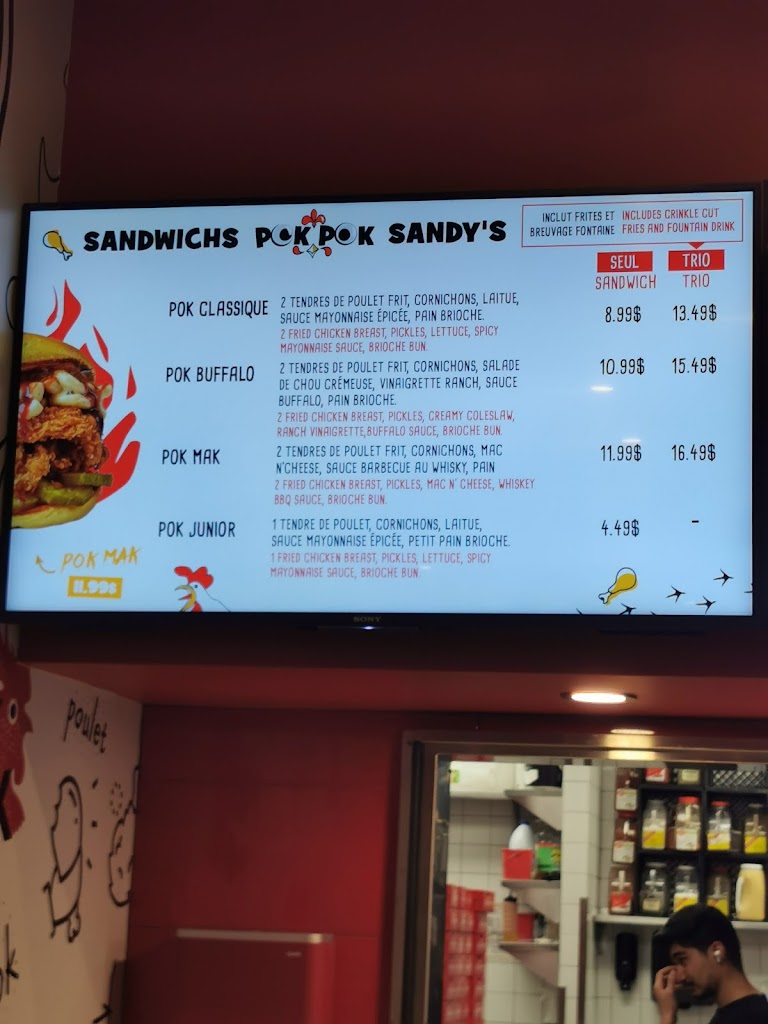 SANDWICHS POK POK SANDY'S
INCLUT FRITES ET
BREUVAGE FONTAINE
INCLUDES CRINKLE CUT
FRIES AND FOUNTAIN DRINK
SEUL TRIO
SANDWICH TRIO
POK CLASSIQUE
2 TENDRES DE POULET FRIT, CORNICHONS, LAITUE,
SAUCE MAYONNAISE ÉPICÉE, PAIN BRIOCHE.
2 FRIED CHICKEN BREAST, PICKLES, LETTUCE, SPICY
MAYONNAISE SAUCE, BRIOCHE BUN.
8.99$ 13.49$
POK BUFFALO
2 TENDRES DE POULET FRIT, CORNICHONS, SALADE
DE CHOU CRÉMEUSE, VINAIGRETTE RANCH, SAUCE
BUFFALO, PAIN BRIOCHE.
2 FRIED CHICKEN BREAST, PICKLES, CREAMY COLESLAW,
RANCH VINAIGRETTE,BUFFALO SAUCE, BRIOCHE BUN.
10.99$ 15.49$
POK MAK
2 TENDRES DE POULET FRIT, CORNICHONS, MAC
N'CHEESE, SAUCE BARBECUE AU WHISKY, PAIN
2 FRIED CHICKEN BREAST, PICKLES, MAC N' CHEESE, WHISKEY
BBQ SAUCE, BRIOCHE BUN.
11.99$ 16.49$
POK JUNIOR
1 TENDRE DE POULET, CORNICHONS, LAITUE,
SAUCE MAYONNAISE ÉPICÉE, PETIT PAIN BRIOCHE.
1 FRIED CHICKEN BREAST, PICKLES, LETTUCE, SPICY
MAYONNAISE SAUCE, BRIOCHE BUN.
4.49$ -
POK MAK
11.99$
SONY
poulet